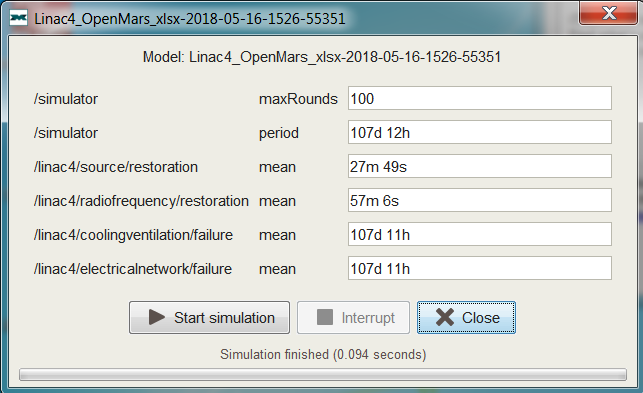 Linac4_OpenMars_xlsx-2018-05-16-1526-55351
Model: Linac4_OpenMars_xlsx-2018-05-16-1526-55351
/simulator maxRounds 100
/simulator period 107d 12h
/linac4/source/restoration mean 27m 49s
/linac4/radiofrequency/restoration mean 57m 6s
/linac4/coolingventilation/failure mean 107d 11h
/linac4/electricalnetwork/failure mean 107d 11h
Start simulation Interrupt Close
Simulation finished (0.094 seconds)